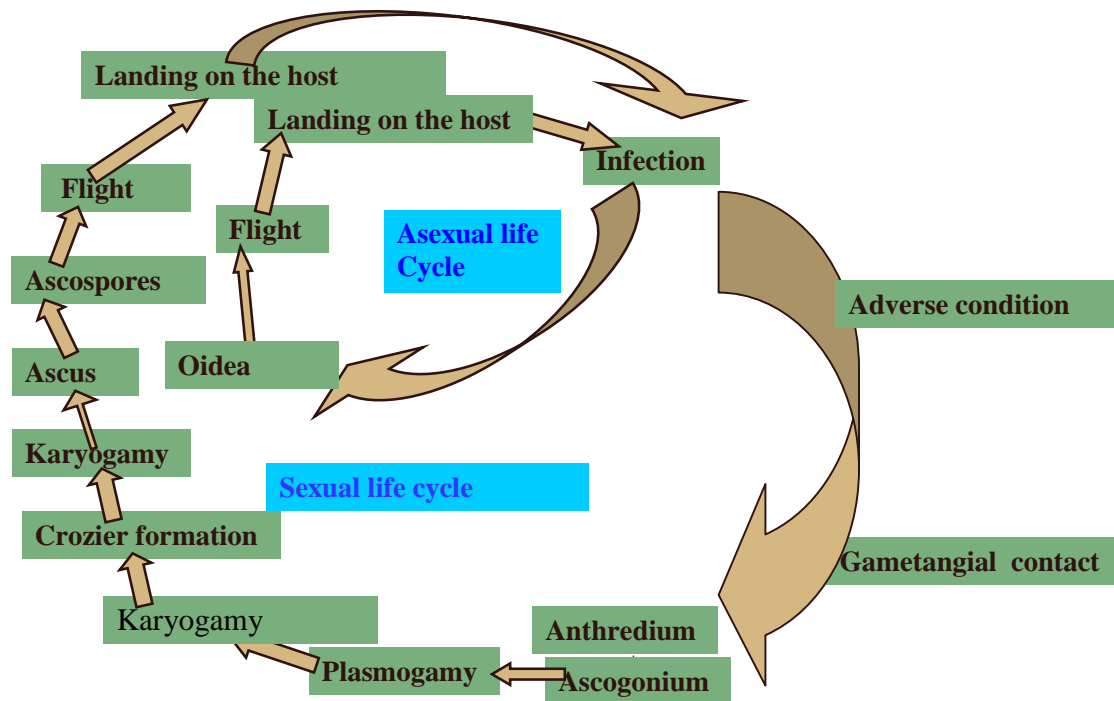 Landing on the host
Landing on the host
Infection
Flight
Flight
Asexual life
Cycle
Ascospores
Adverse condition
Oidea
Ascus
Karyogamy
Sexual life cycle
Crozier formation
Gametangial contact
Karyogamy
Anthredium
Plasmogamy
Ascogonium